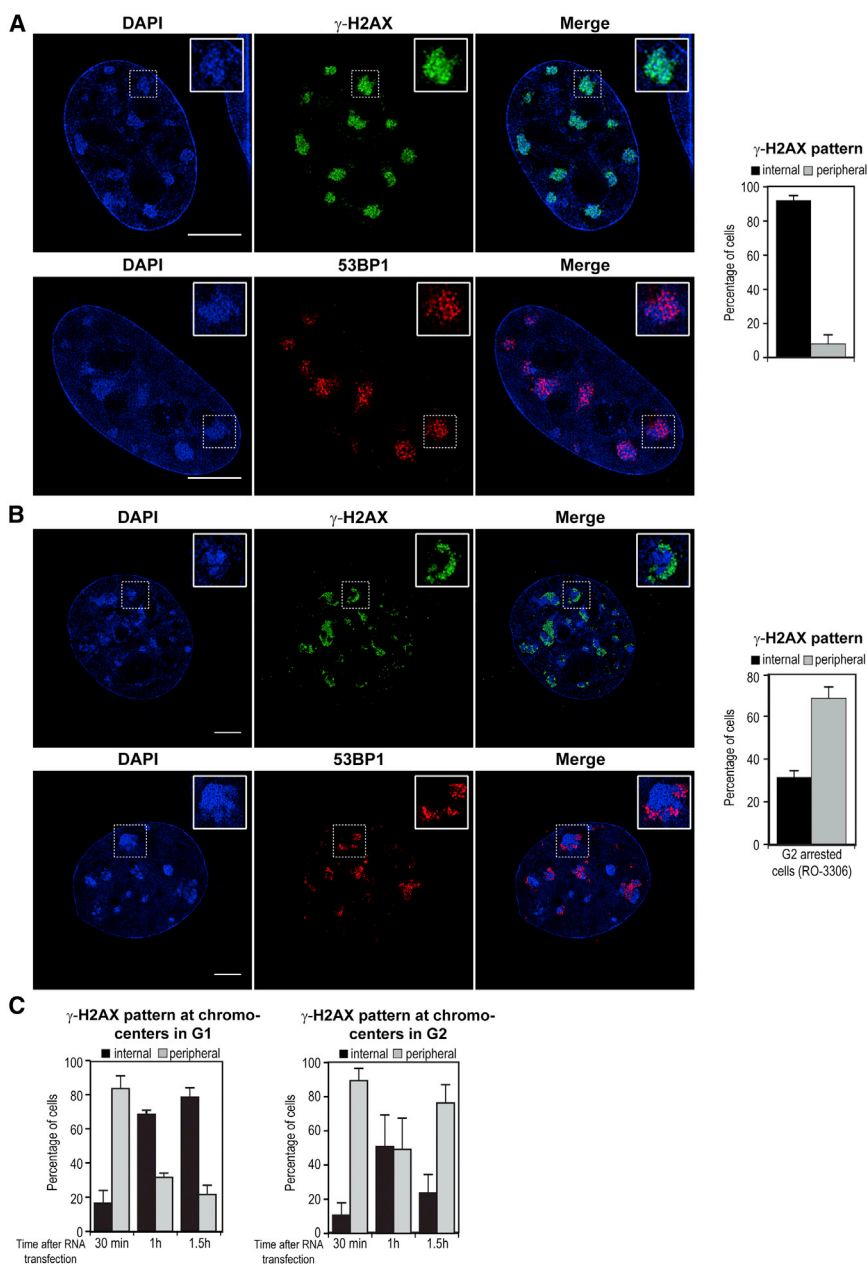 A
DAPI γ-H2AX Merge
γ-H2AX pattern
internal peripheral
Percentage of cells
100
80
60
40
20
0
DAPI 53BP1 Merge
B
DAPI γ-H2AX Merge
γ-H2AX pattern
internal peripheral
Percentage of cells
80
60
40
20
0
G2 arrested
cells (RO-3306)
DAPI 53BP1 Merge
C
γ-H2AX pattern at chromo-
centers in G1
internal peripheral
Percentage of cells
100
80
60
40
20
0
Time after RNA
transfection
30 min 1h 1.5h
γ-H2AX pattern at chromo-
centers in G2
internal peripheral
Percentage of cells
100
80
60
40
20
0
Time after RNA
transfection
30 min 1h 1.5h